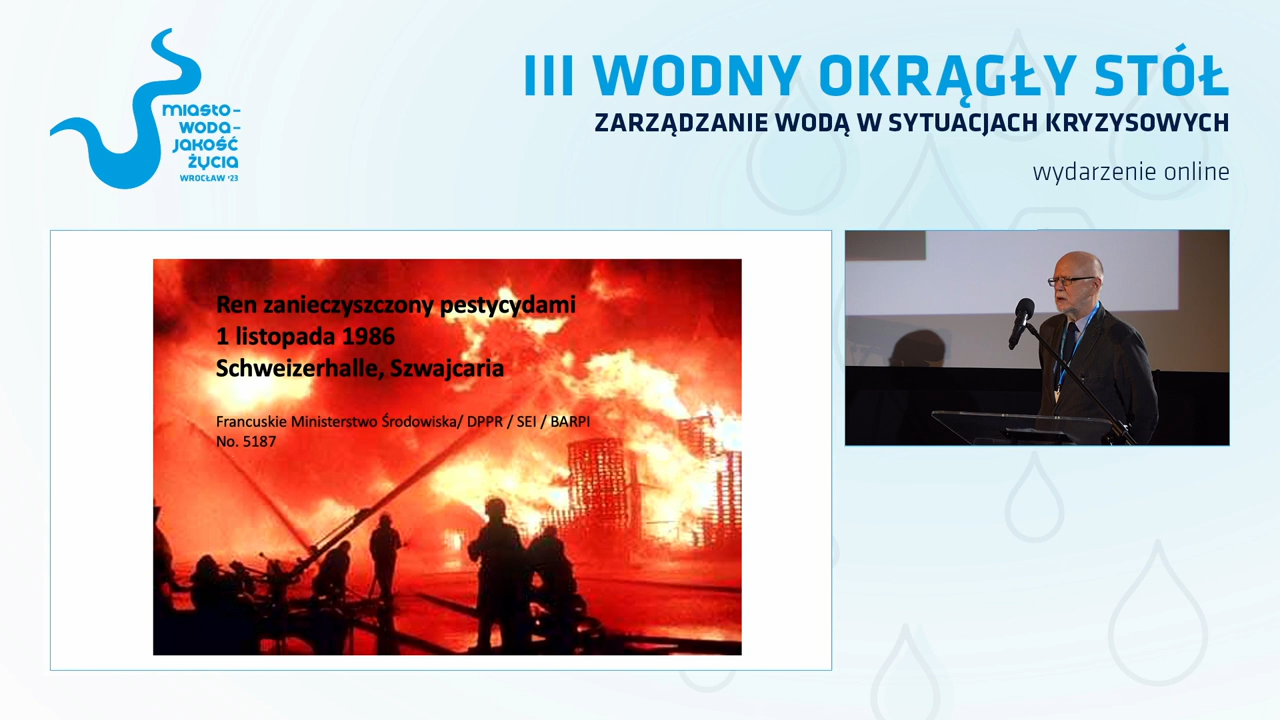 miasto-
woda-
jakość
życia
WROCŁAW '23
III WODNY OKRĄGŁY STÓŁ
ZARZĄDZANIE WODĄ W SYTUACJACH KRYZYSOWYCH
wydarzenie online
Ren zanieczyszczony pestycydami
1 listopada 1986
Schweizerhalle, Szwajcaria
Francuskie Ministerstwo Środowiska/ DPPR / SEI / BARPI
No. 5187